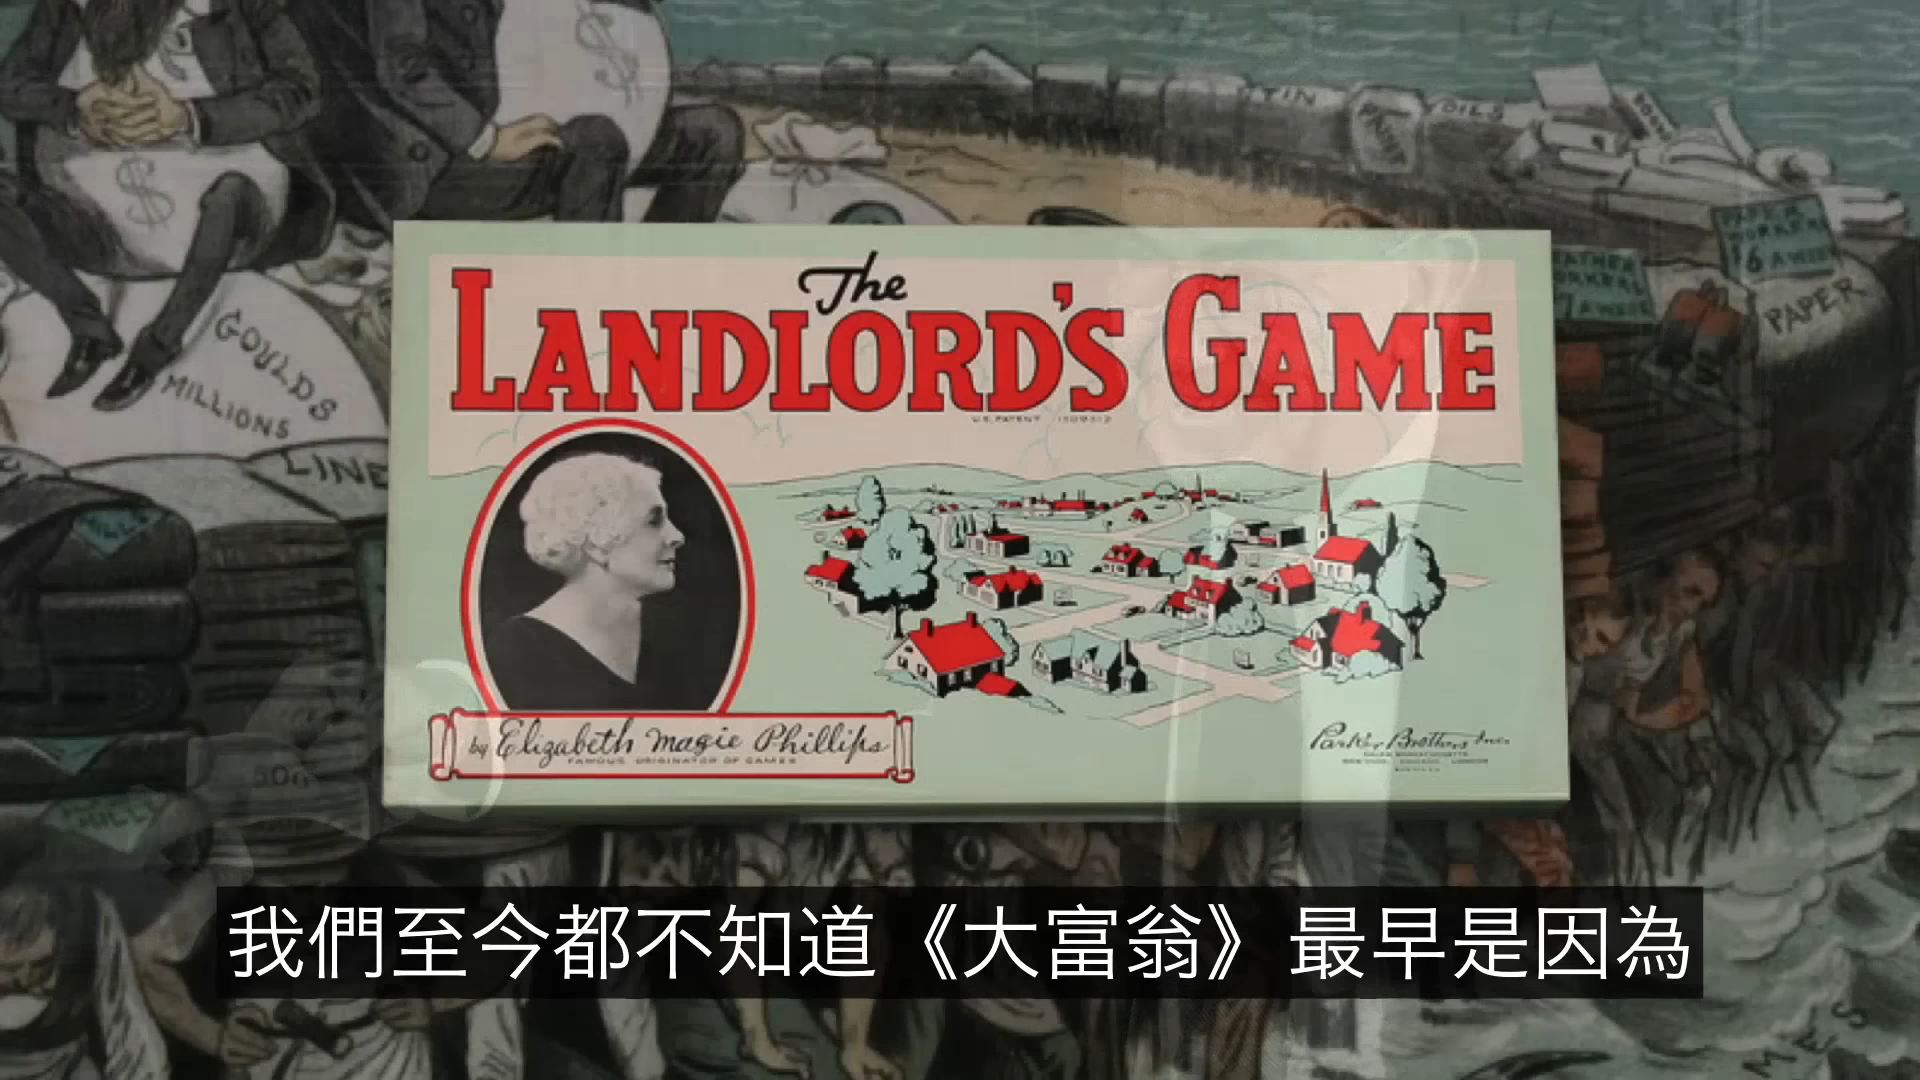 TIN
OILS
$
$
PAPER
GOULDS
MILLIONS
LINE
The
LANDLORD'S GAME
by Elizabeth Magie Phillips
FAMOUS ORIGINATOR OF GAMES
Parker Brothers Inc.
我們至今都不知道《大富翁》最早是因為